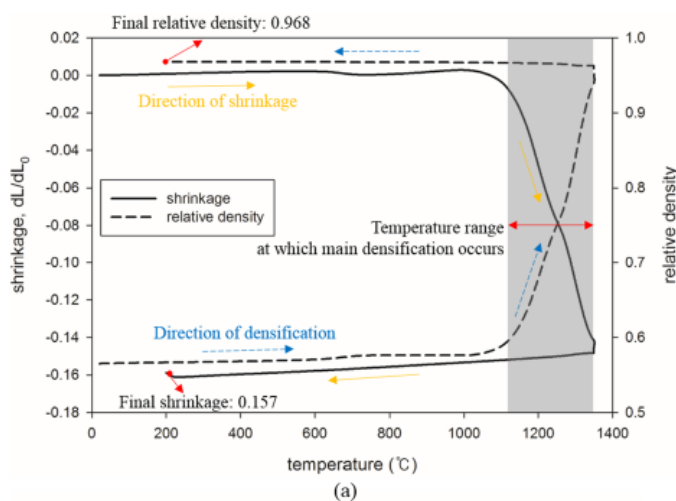 Final relative density: 0.968
0.02
0.00
-0.02
-0.04
-0.06
-0.08
-0.10
-0.12
-0.14
-0.16
-0.18
shrinkage, dL/dL0
Direction of shrinkage
shrinkage
relative density
Temperature range
at which main densification occurs
Direction of densification
Final shrinkage: 0.157
1.0
0.9
0.8
0.7
0.6
0.5
relative density
0 200 400 600 800 1000 1200 1400
temperature (℃)
(a)